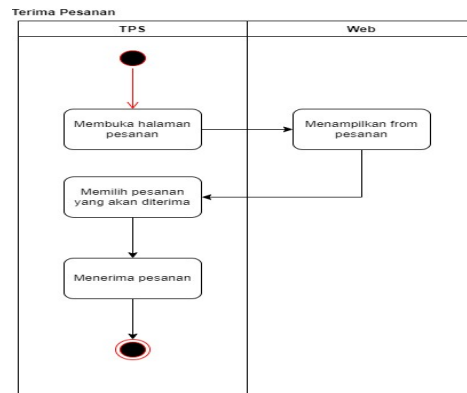 Terima Pesanan
TPS
Web
Membuka halaman
pesanan
Menampilkan from
pesanan
Memilih pesanan
yang akan diterima
Menerima pesanan